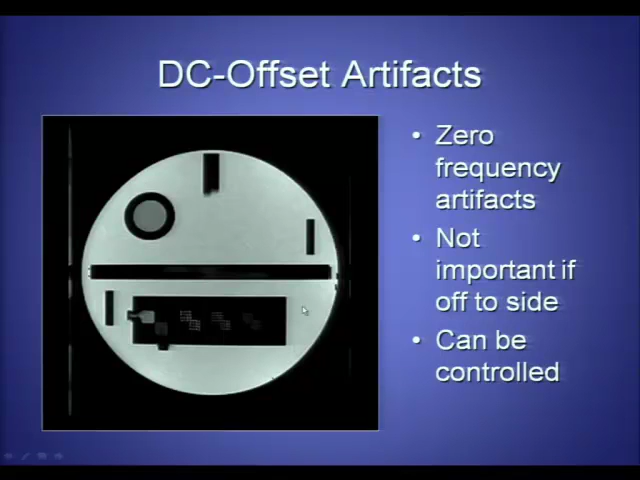 DC-Offset Artifacts
• Zero
frequency
artifacts
• Not
important if
off to side
• Can be
controlled